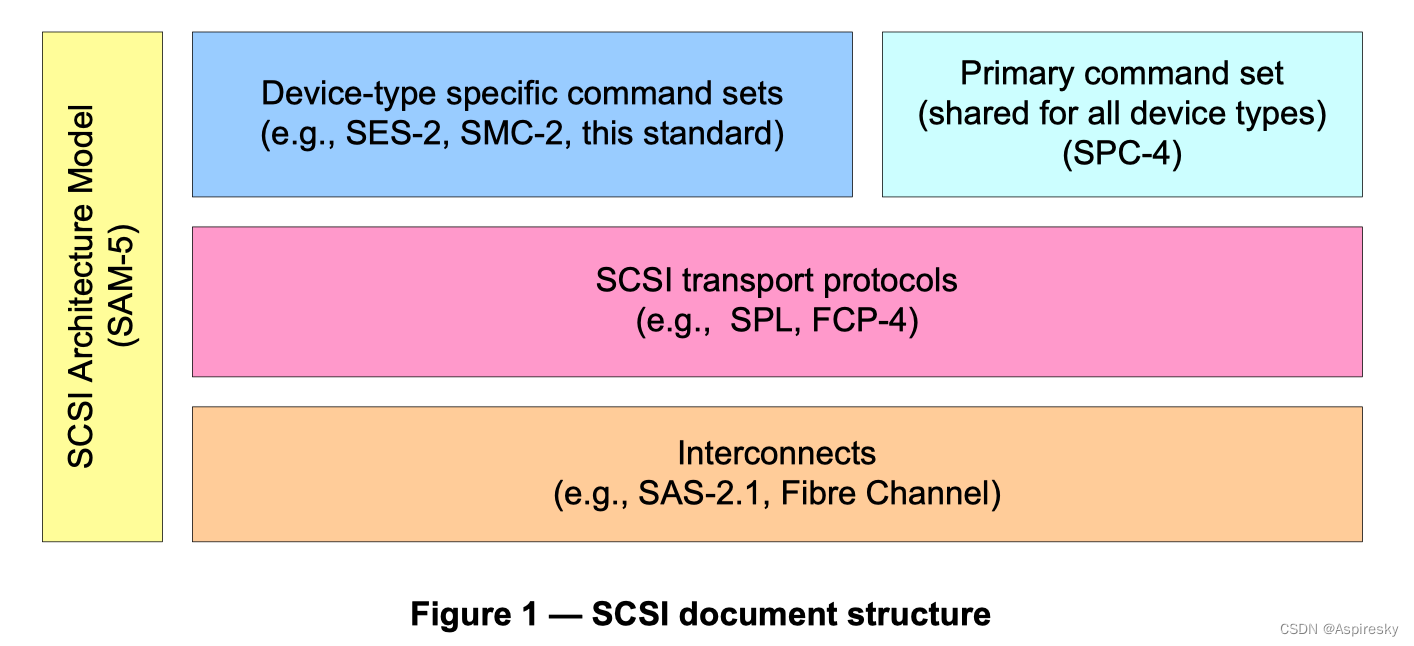 SCSI Architecture Model
(SAM-5)
Device-type specific command sets
(e.g., SES-2, SMC-2, this standard)
Primary command set
(shared for all device types)
(SPC-4)
SCSI transport protocols
(e.g., SPL, FCP-4)
Interconnects
(e.g., SAS-2.1, Fibre Channel)
Figure 1 — SCSI document structure
CSDN @Aspiresky